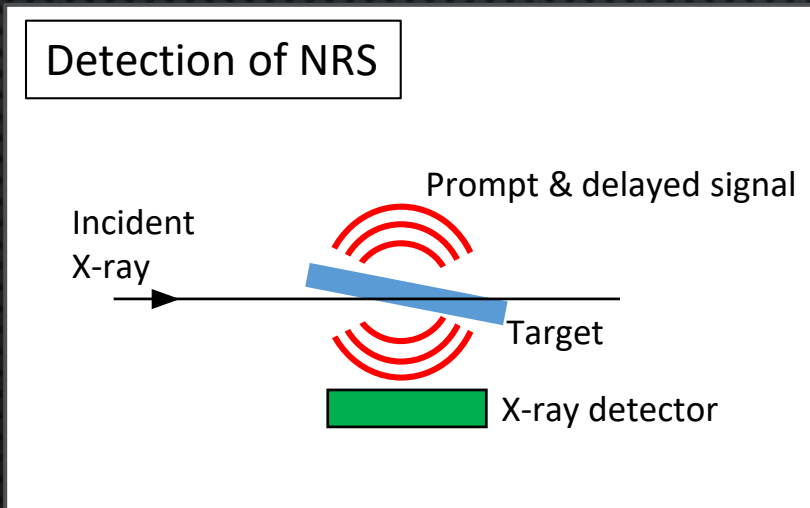 Detection of NRS
Prompt & delayed signal
Incident
X-ray
Target
X-ray detector